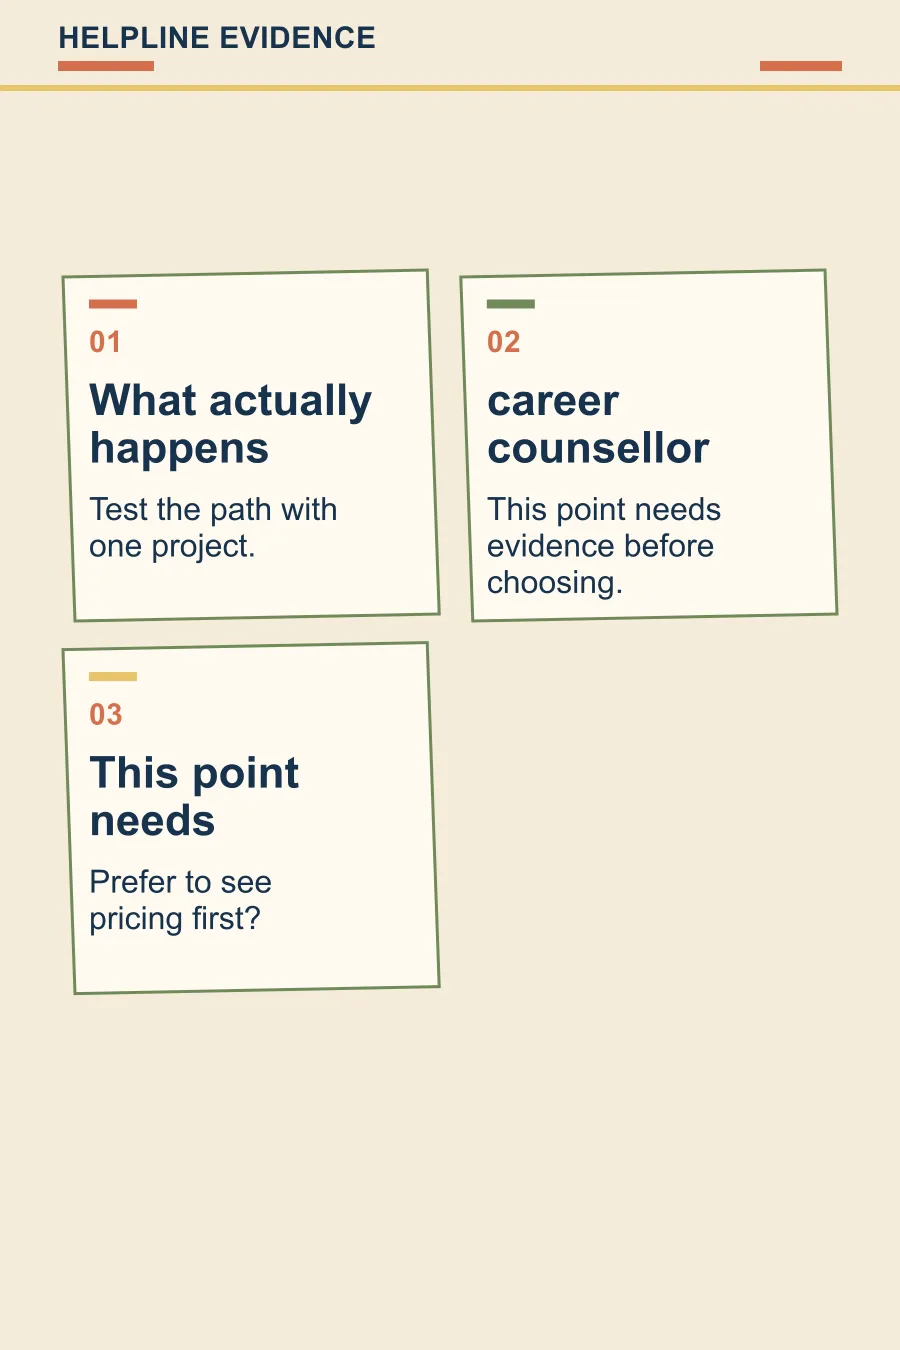 HELPLINE EVIDENCE
01
What actually
happens
Test the path with
one project.
02
career
counsellor
This point needs
evidence before
choosing.
03
This point
needs
Prefer to see
pricing first?